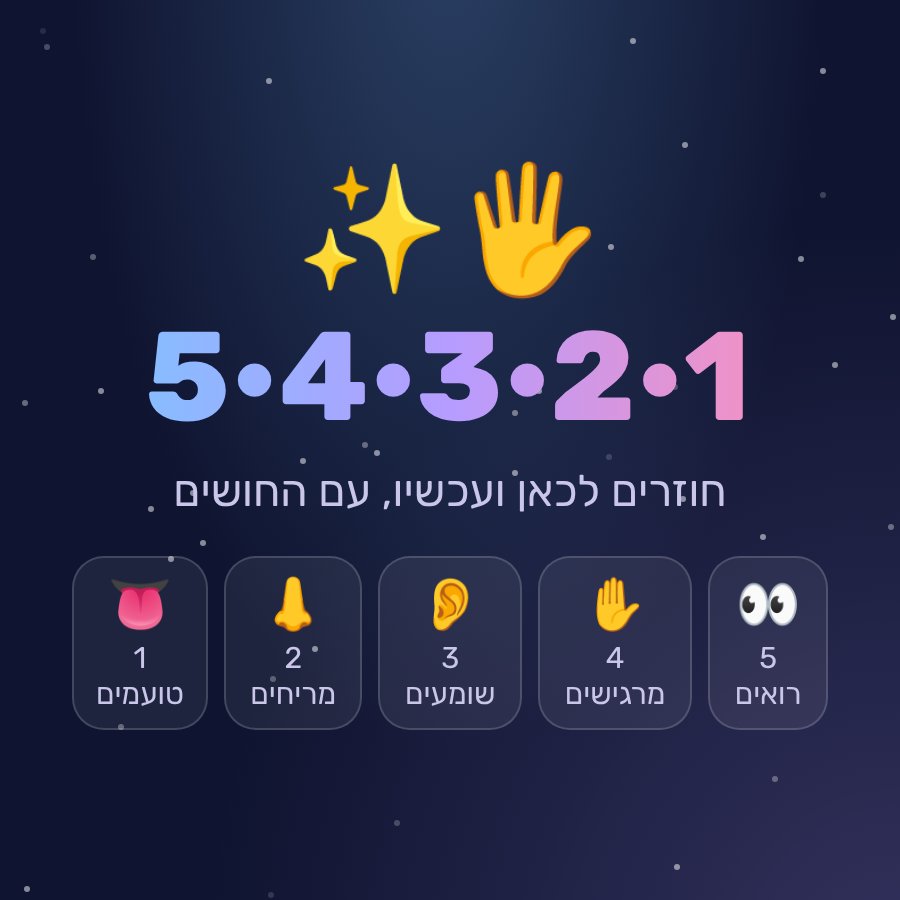 5•4•3•2•1
חוזרים לכאן ועכשיו, עם החושים
5
רואים
4
מרגישים
3
שומעים
2
מריחים
1
טועמים